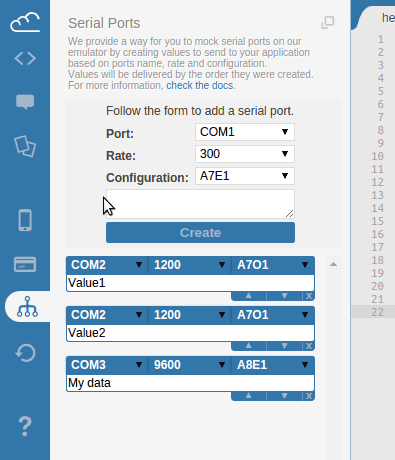 Serial Ports
We provide a way for you to mock serial ports on our
emulator by creating values to send to your application
based on ports name, rate and configuration.
Values will be delivered by the order they were created.
For more information, check the docs.
Follow the form to add a serial port.
Port: COM1
Rate: 300
Configuration: A7E1
Create
COM2 1200 A7O1
Value1
X
COM2 1200 A7O1
Value2
X
COM3 9600 A8E1
My data
X
?
he
1
2
3
4
5
6
7
8
9
10
11
12
13
14
15
16
17
18
19
20
21
22